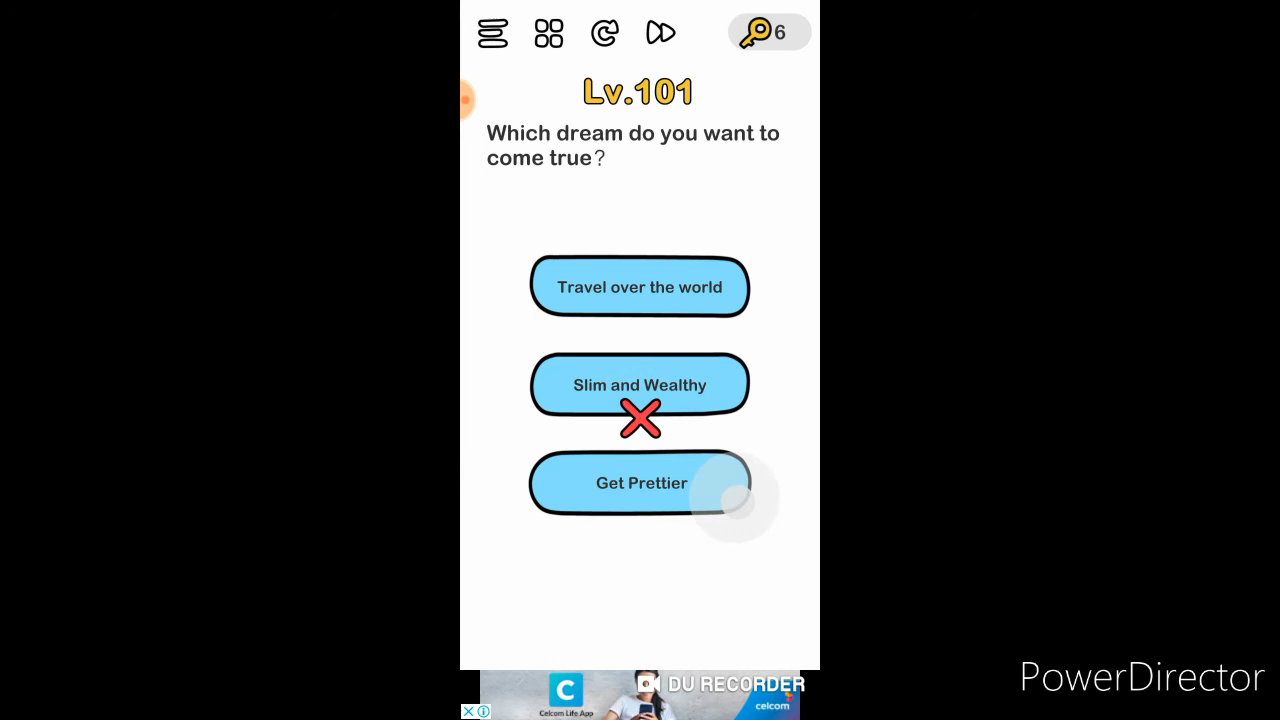 6
Lv.101
Which dream do you want to
come true?
Travel over the world
Slim and Wealthy
Get Prettier
C
Celcom Life App
DU RECORDER
celcom
PowerDirector